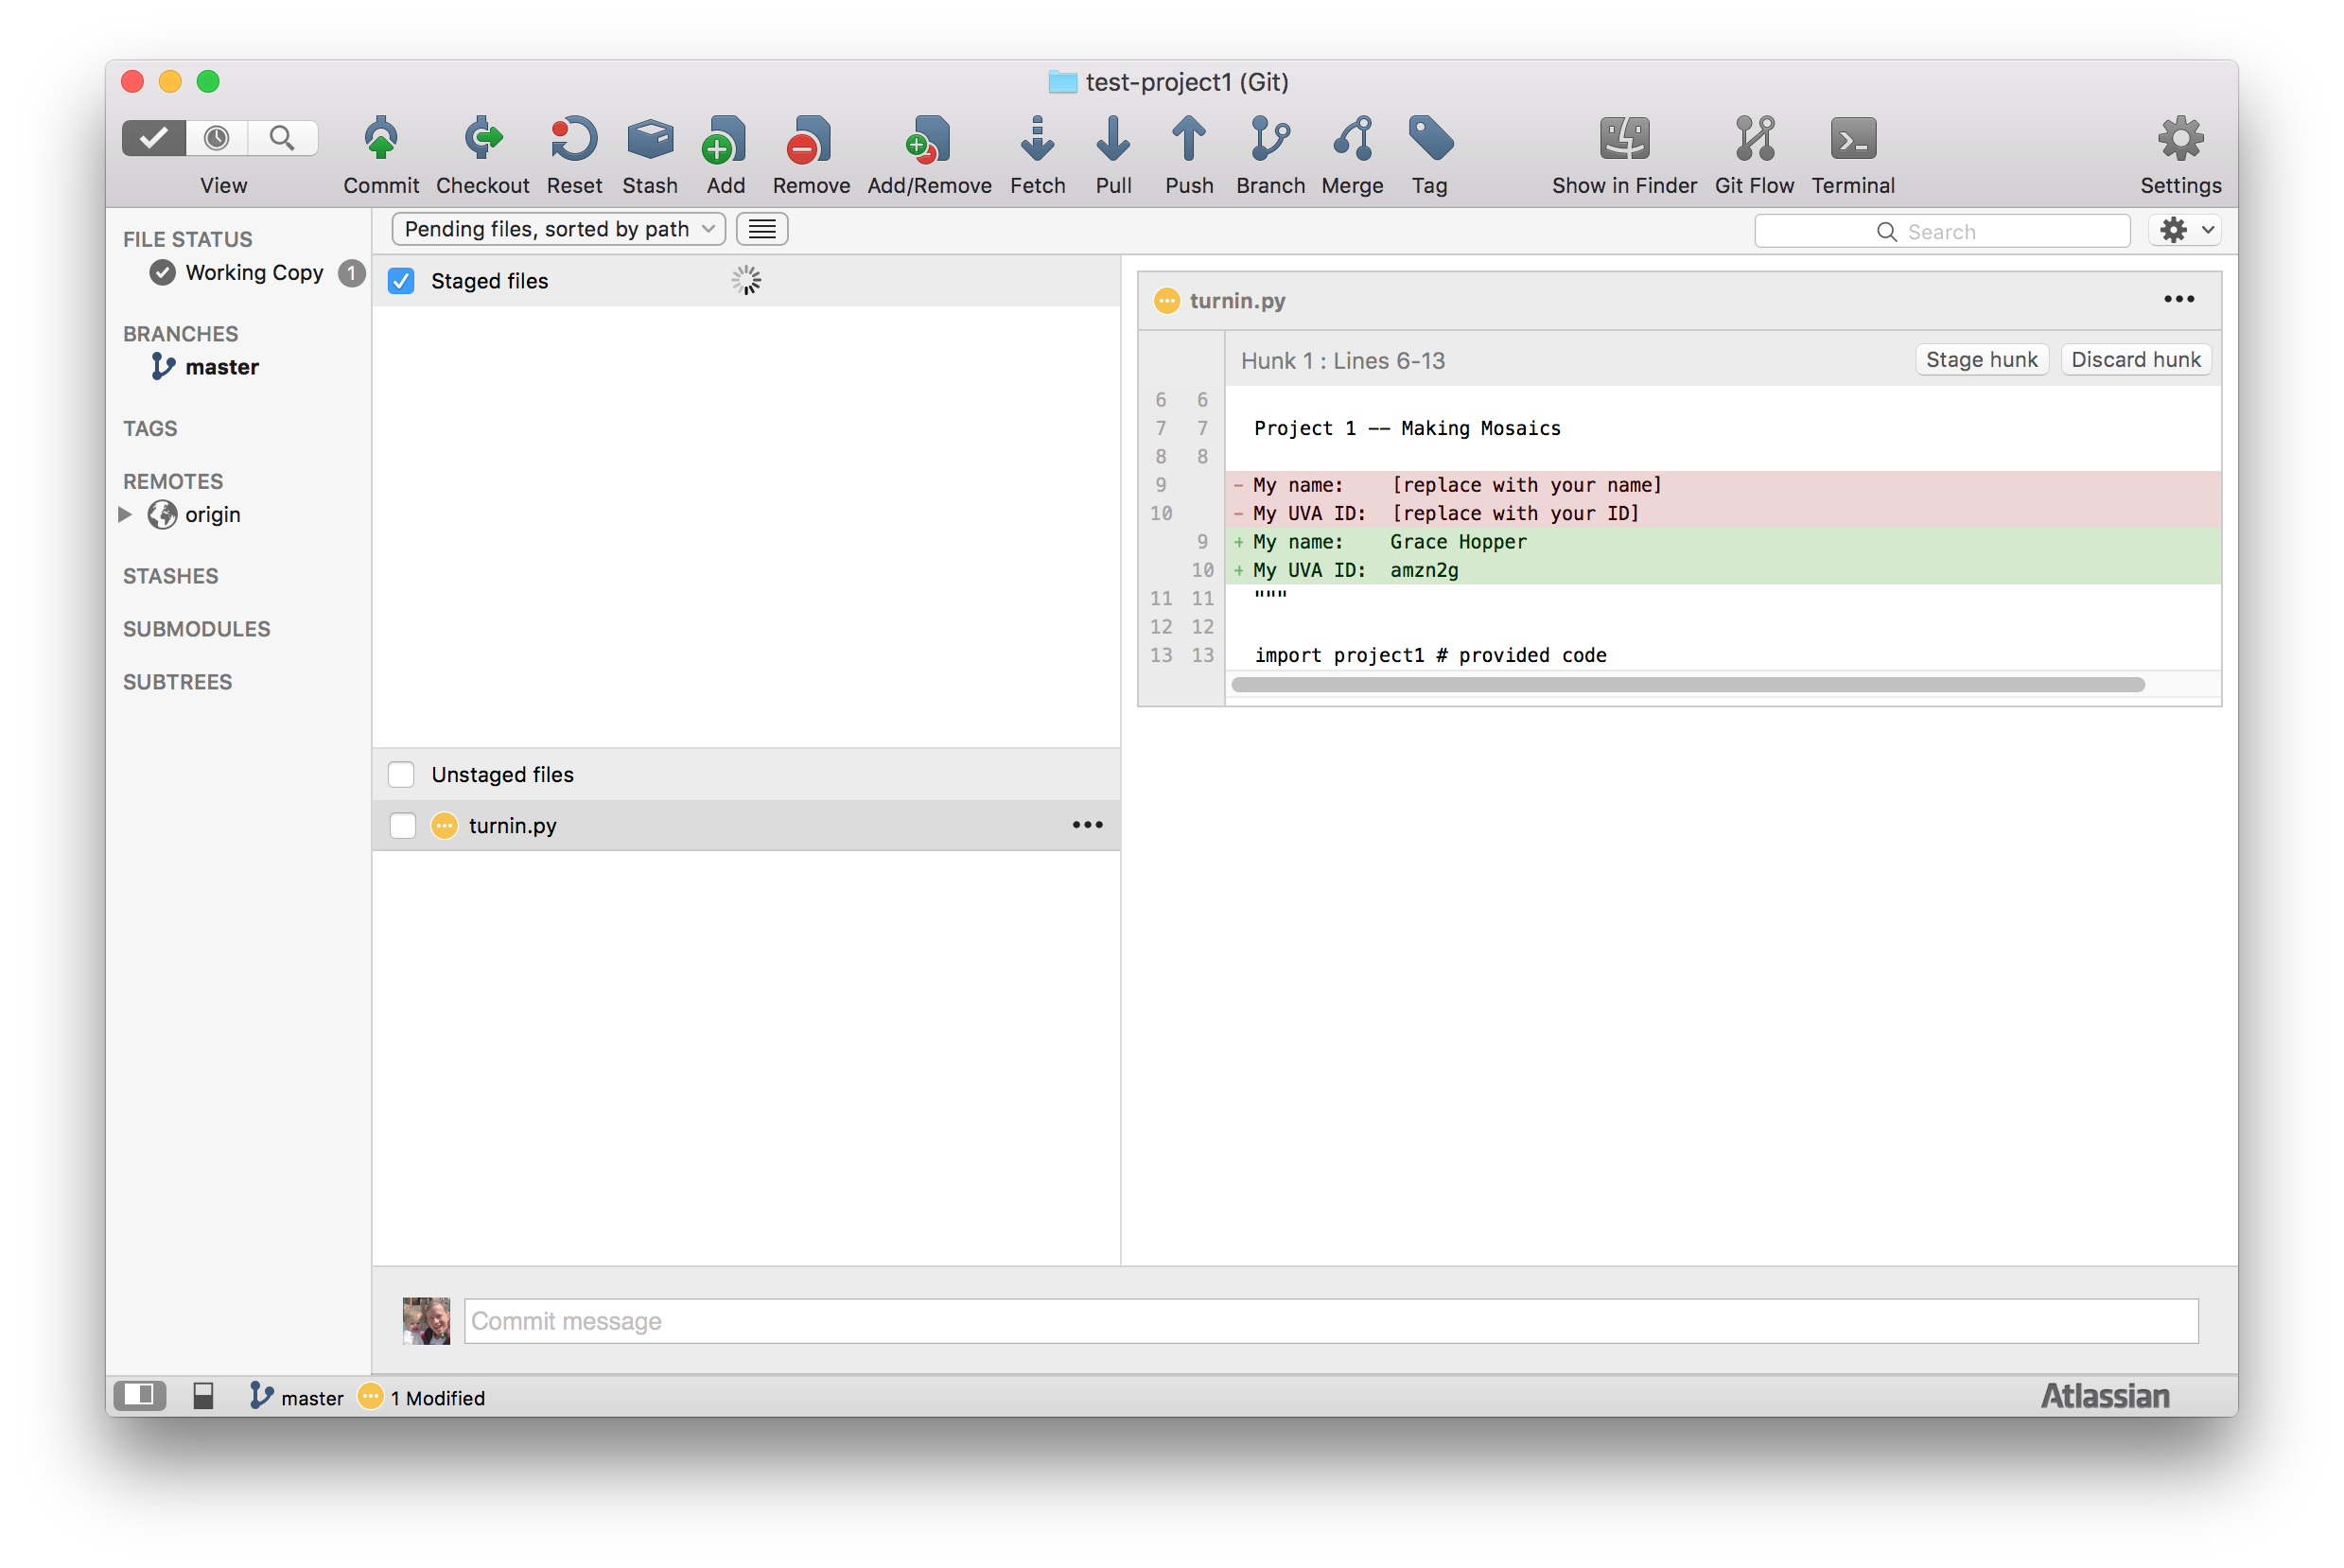 test-project1 (Git)
View
Commit
Checkout
Reset
Stash
Add
Remove
Add/Remove
Fetch
Pull
Push
Branch
Merge
Tag
Show in Finder
Git Flow
Terminal
Settings
FILE STATUS
Working Copy 1
BRANCHES
master
TAGS
REMOTES
origin
STASHES
SUBMODULES
SUBTREES
Pending files, sorted by path
Search
Staged files
Unstaged files
turnin.py
turnin.py
Hunk 1 : Lines 6-13
Stage hunk
Discard hunk
6 6
7 7 Project 1 -- Making Mosaics
8 8
9 - My name: [replace with your name]
10 - My UVA ID: [replace with your ID]
9 + My name: Grace Hopper
10 + My UVA ID: amzn2g
11 11 """
12 12
13 13 import project1 # provided code
Commit message
master
1 Modified
Atlassian